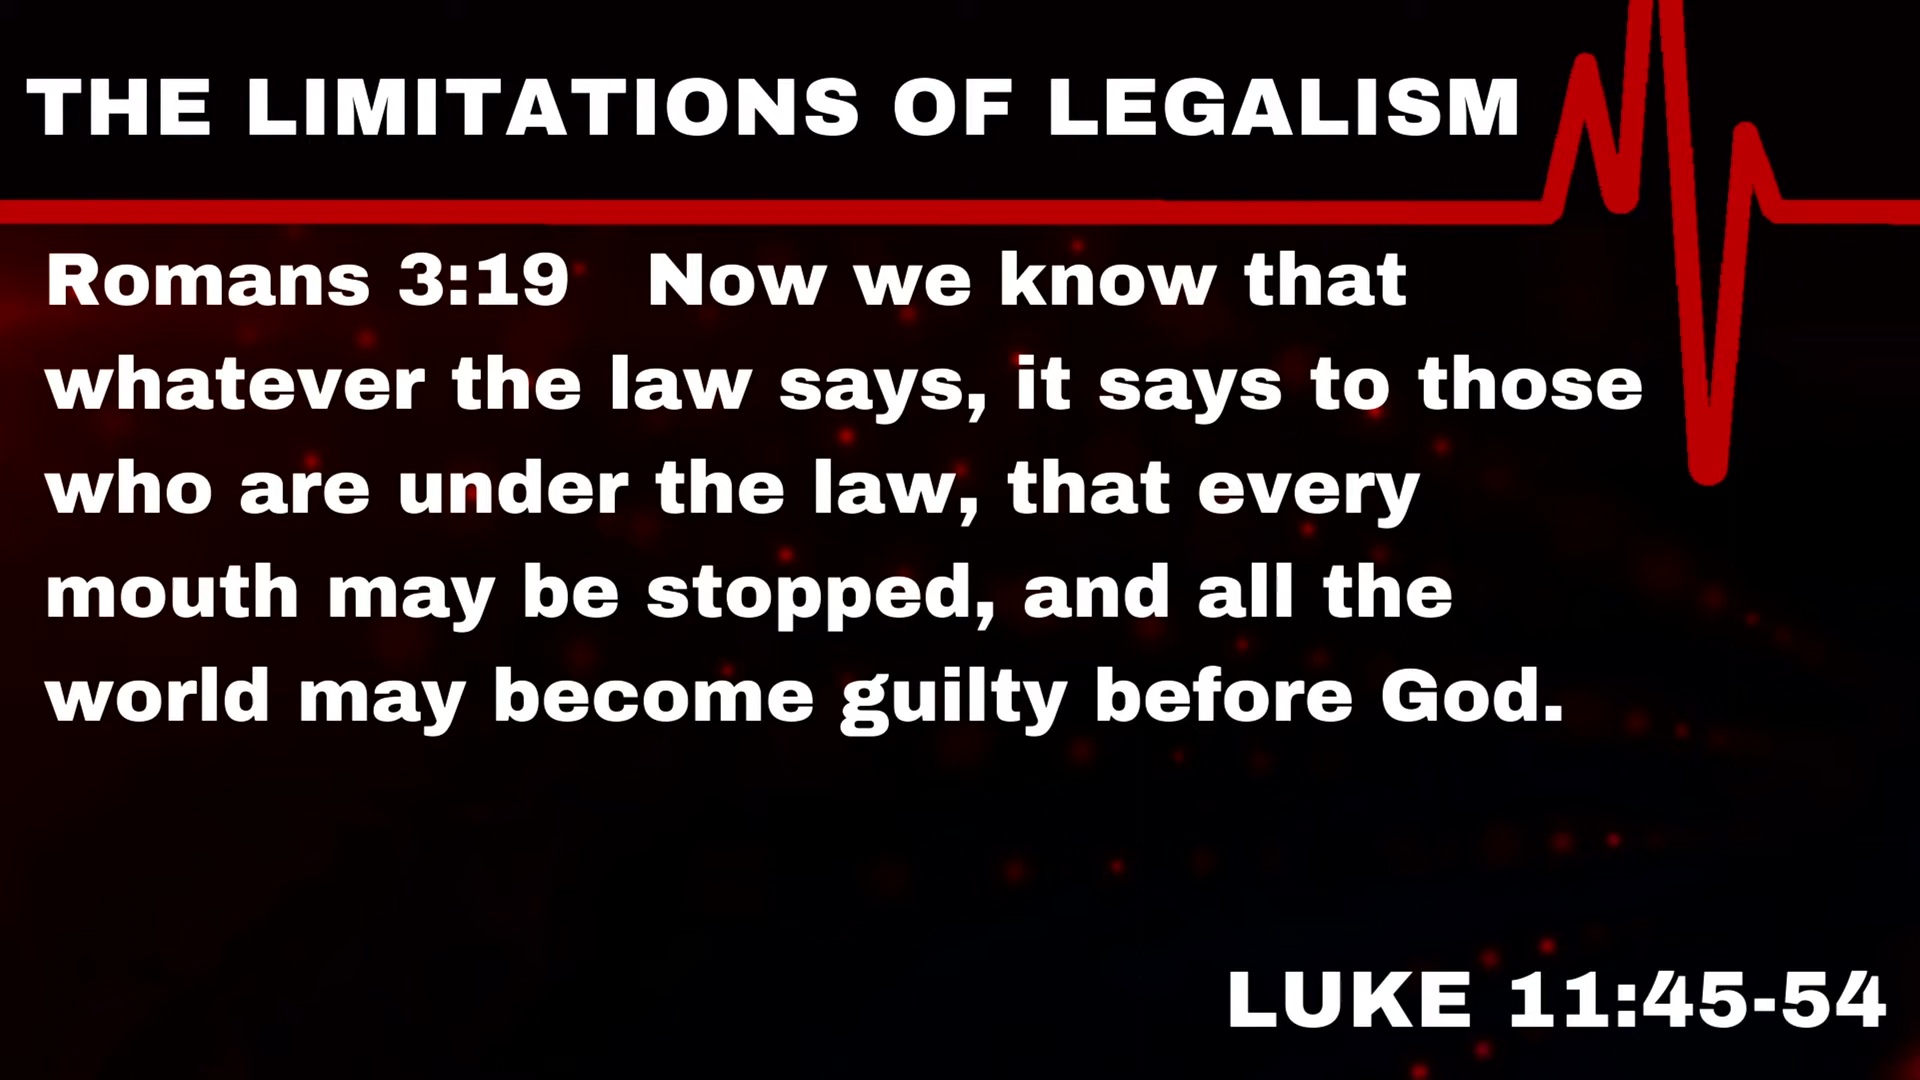 THE LIMITATIONS OF LEGALISM
Romans 3:19   Now we know that
whatever the law says, it says to those
who are under the law, that every
mouth may be stopped, and all the
world may become guilty before God.
LUKE 11:45-54